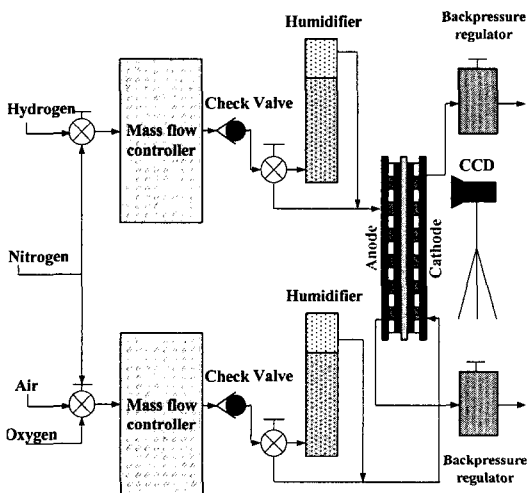 Humidifier
Backpressure
regulator
Hydrogen
Mass flow
controller
Check Valve
CCD
Anode
Cathode
Nitrogen
Humidifier
Air
Oxygen
Mass flow
controller
Check Valve
Backpressure
regulator